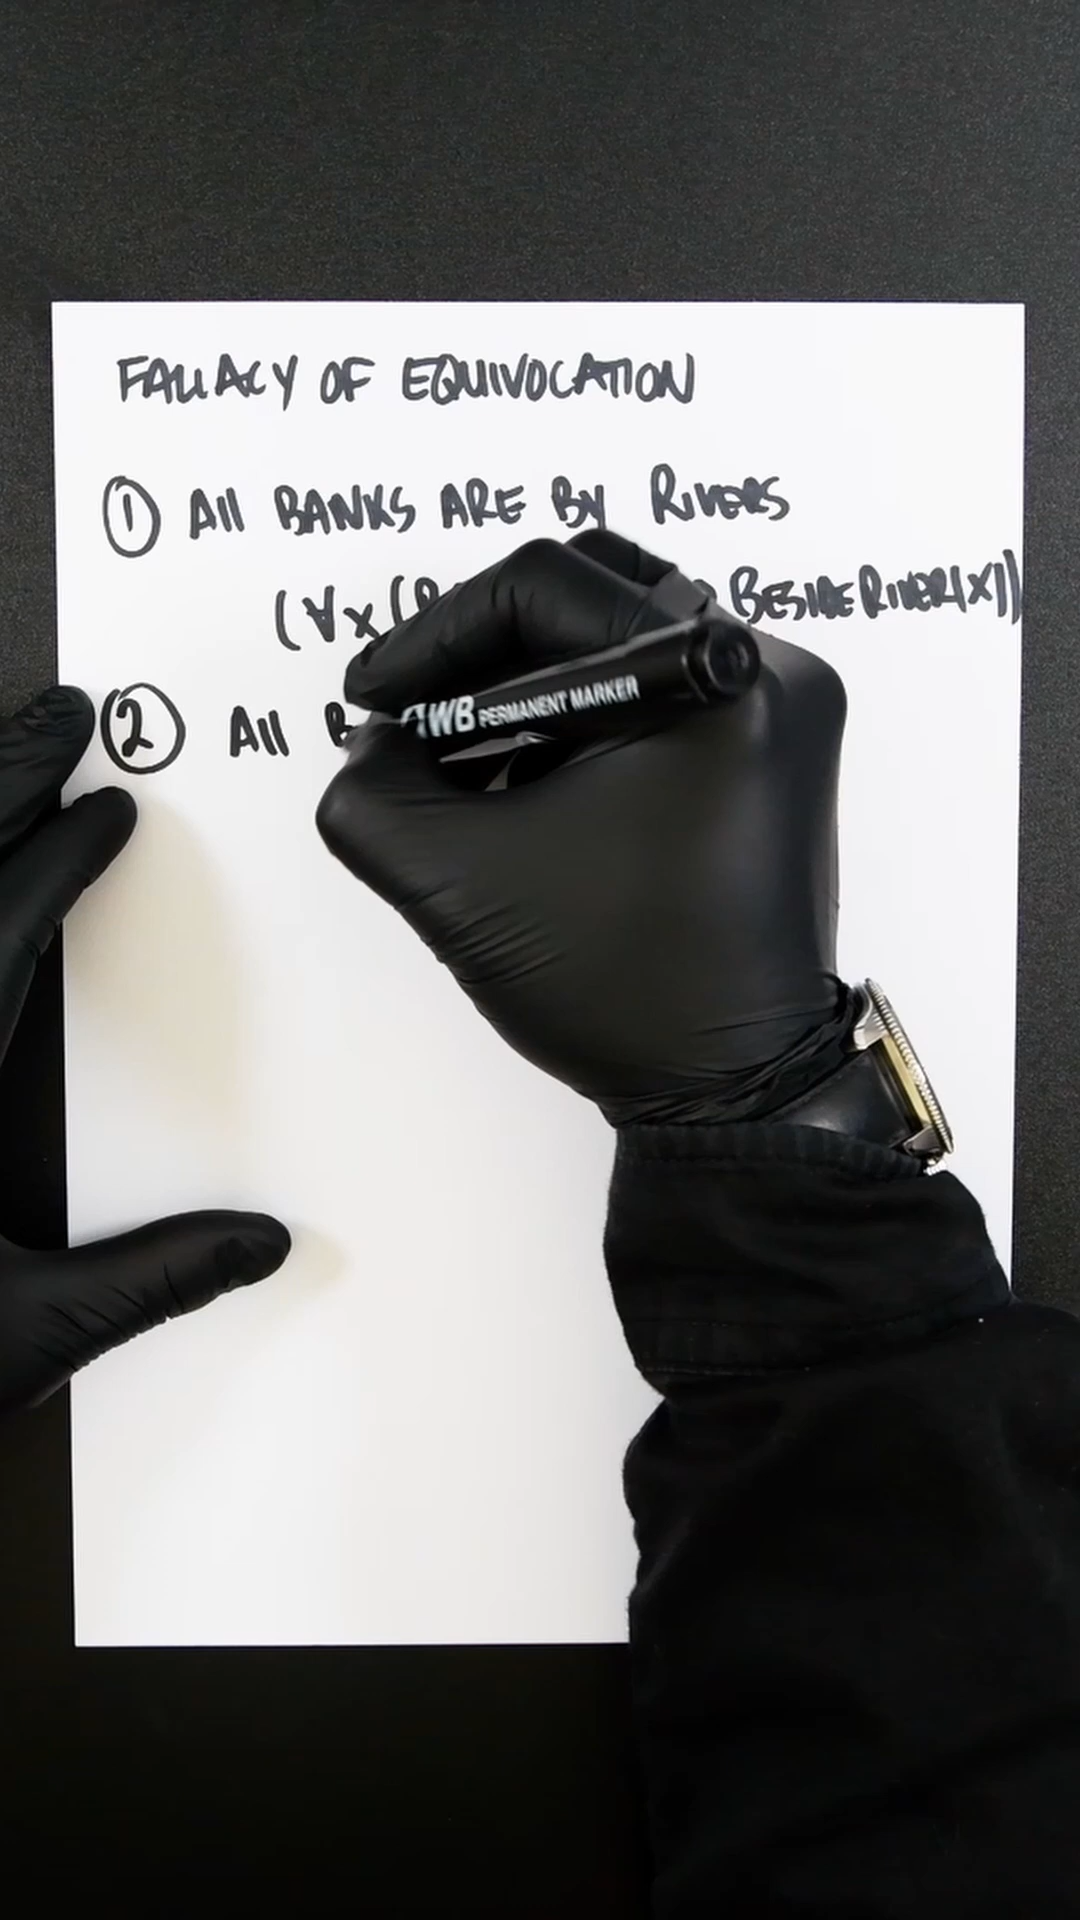 FALLACY OF EQUIVOCATION
① All BANKS ARE BY RIVERS
(∀x (B BESIDERIVER(x))
② All B
WB PERMANENT MARKER